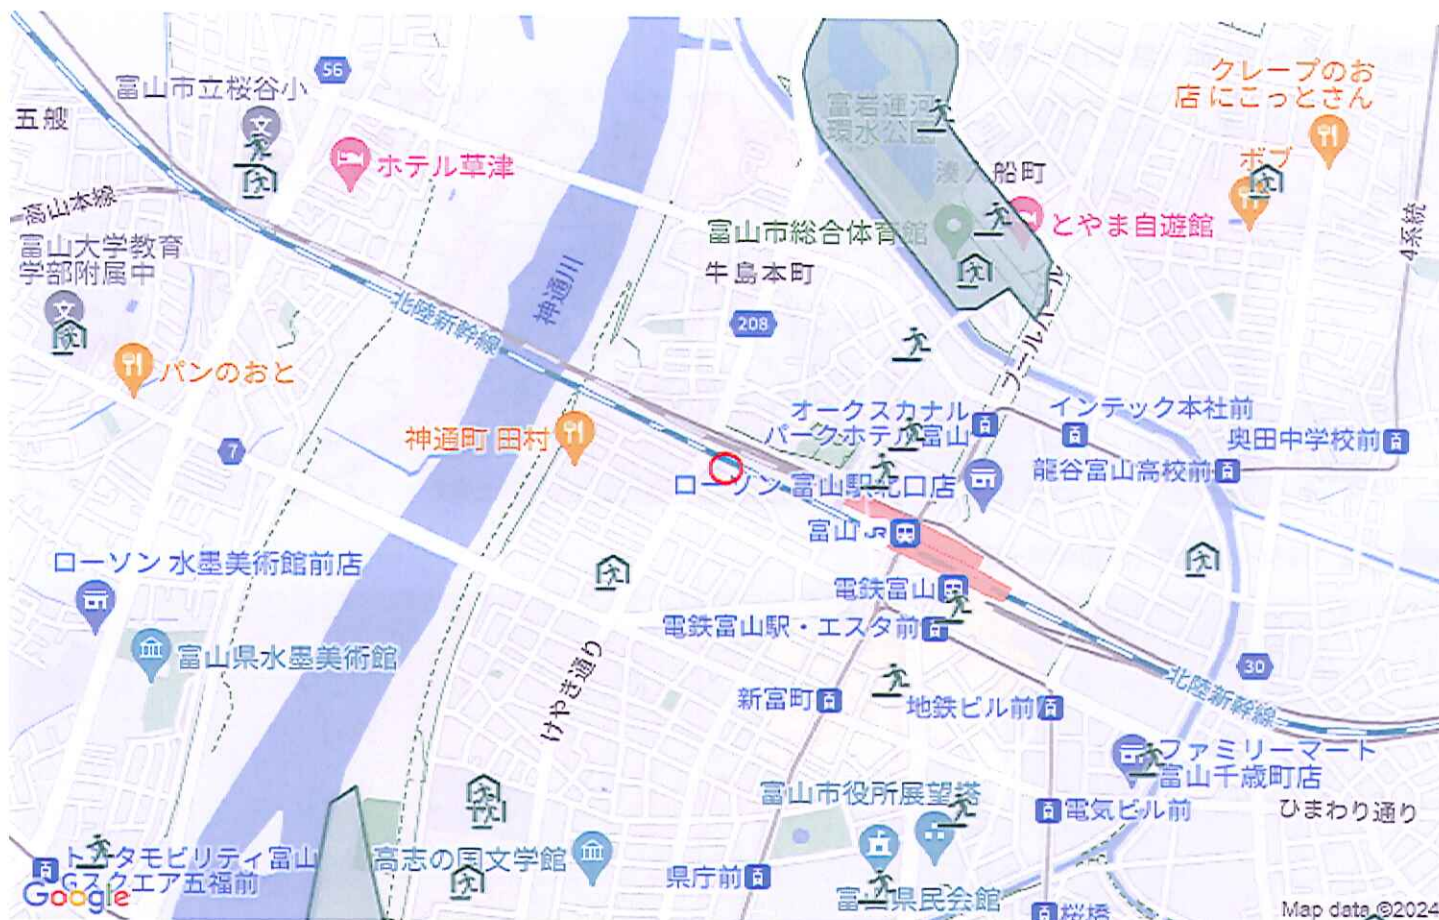 56
富山市立桜谷小
五艘
クレープのお
店 にこっとさん
富岩運河
環水公園
ボブ
ホテル草津
湊入船町
高山本線
とやま自遊館
4系統
富山大学教育
学部附属中
富山市総合体育館
牛島本町
神通川
北陸新幹線
208
ブールバール
パンのおと
オークスカナル
パークホテル富山
インテック本社前
奥田中学校前
神通町 田村
7
龍谷富山高校前
ローソン 富山駅北口店
富山
ローソン 水墨美術館前店
電鉄富山
電鉄富山駅・エスタ前
富山県水墨美術館
けやき通り
30
新富町
地鉄ビル前
北陸新幹線
ファミリーマート
富山千歳町店
富山市役所展望塔
電気ビル前
ひまわり通り
トヨタモビリティ富山
Gスクエア五福前
高志の国文学館
県庁前
富山県民会館
桜橋
Google
Map data ©2024